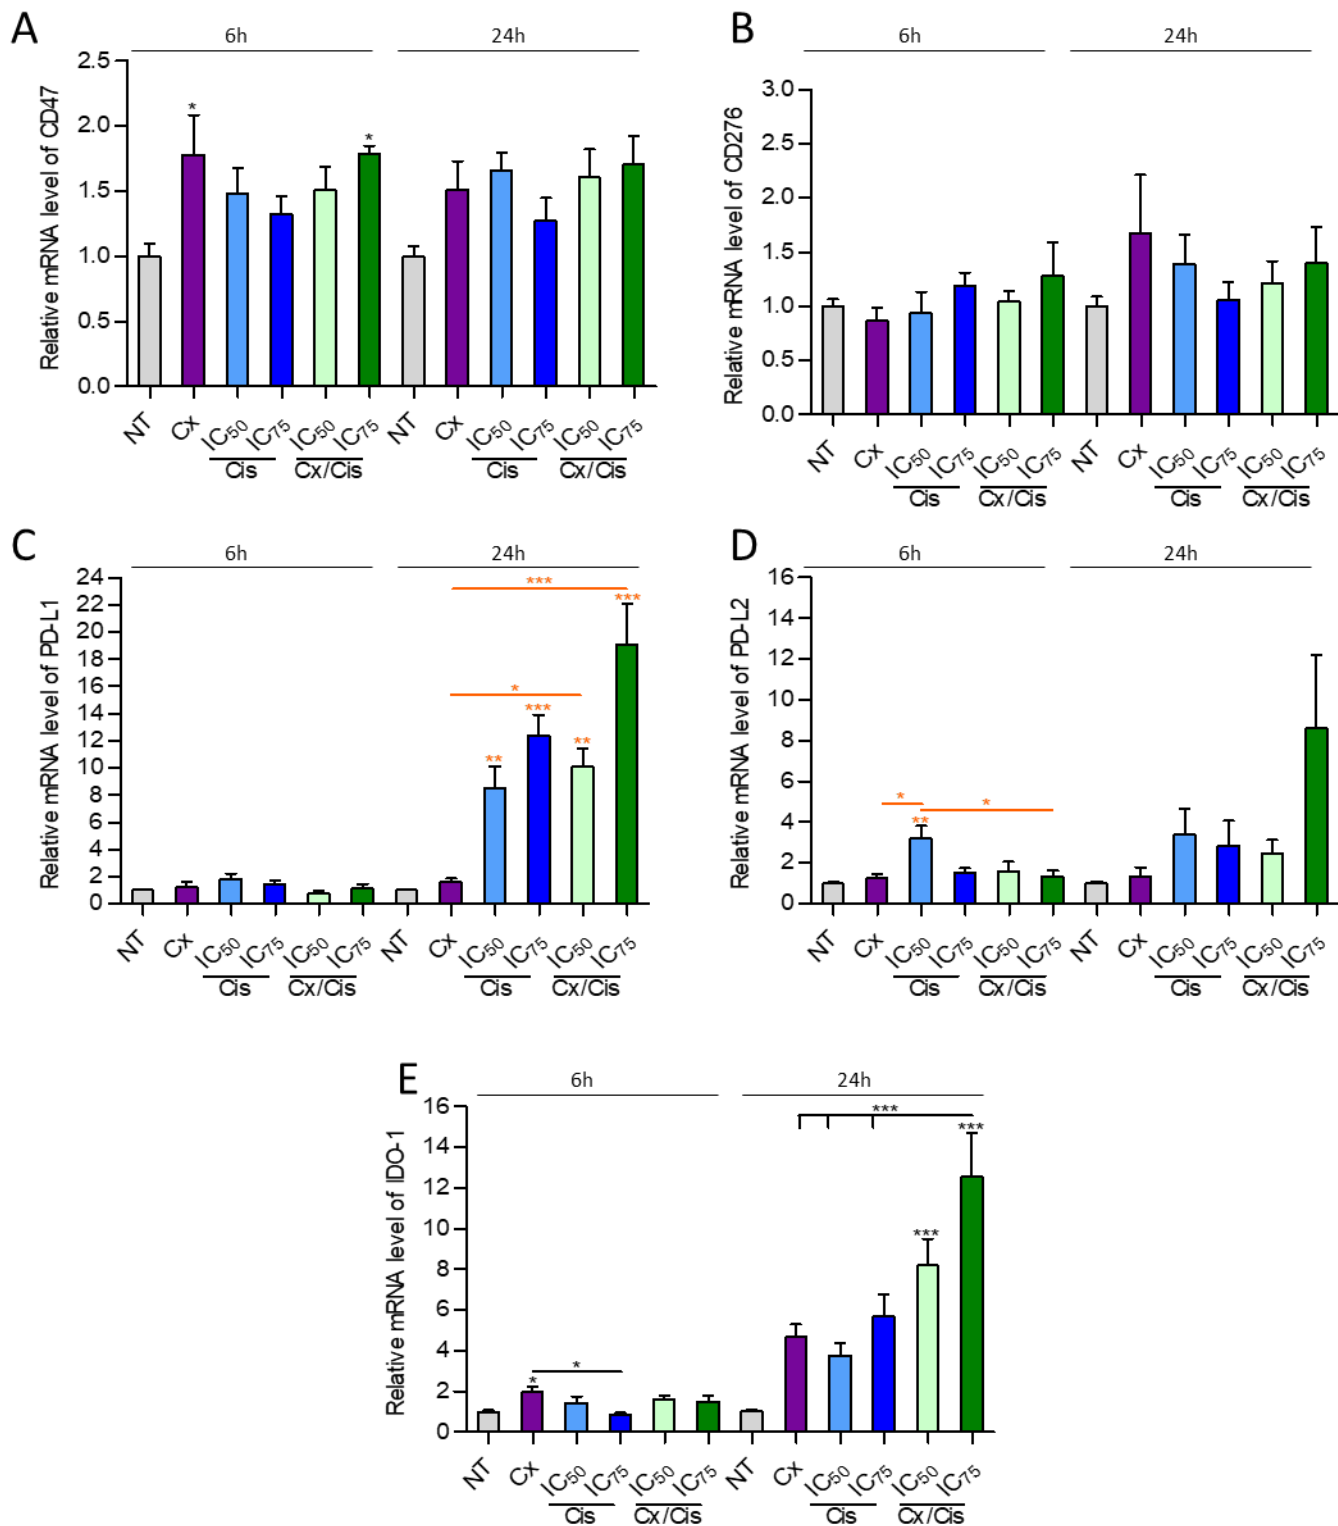 A
6h
24h
Relative mRNA level of CD47
2.5
2.0
1.5
1.0
0.5
0.0
*
*
NT
Cx
IC50
IC75
IC50
IC75
NT
Cx
IC50
IC75
IC50
IC75
Cis
Cx/Cis
Cis
Cx/Cis
B
6h
24h
Relative mRNA level of CD276
3.0
2.5
2.0
1.5
1.0
0.5
0.0
NT
Cx
IC50
IC75
IC50
IC75
NT
Cx
IC50
IC75
IC50
IC75
Cis
Cx/Cis
Cis
Cx/Cis
C
6h
24h
Relative mRNA level of PD-L1
24
22
20
18
16
14
12
10
8
6
4
2
0
***
***
*
***
**
**
NT
Cx
IC50
IC75
IC50
IC75
NT
Cx
IC50
IC75
IC50
IC75
Cis
Cx/Cis
Cis
Cx/Cis
D
6h
24h
Relative mRNA level of PD-L2
16
14
12
10
8
6
4
2
0
*
*
**
NT
Cx
IC50
IC75
IC50
IC75
NT
Cx
IC50
IC75
IC50
IC75
Cis
Cx/Cis
Cis
Cx/Cis
E
6h
24h
Relative mRNA level of IDO-1
16
14
12
10
8
6
4
2
0
***
***
***
*
*
NT
Cx
IC50
IC75
IC50
IC75
NT
Cx
IC50
IC75
IC50
IC75
Cis
Cx/Cis
Cis
Cx/Cis